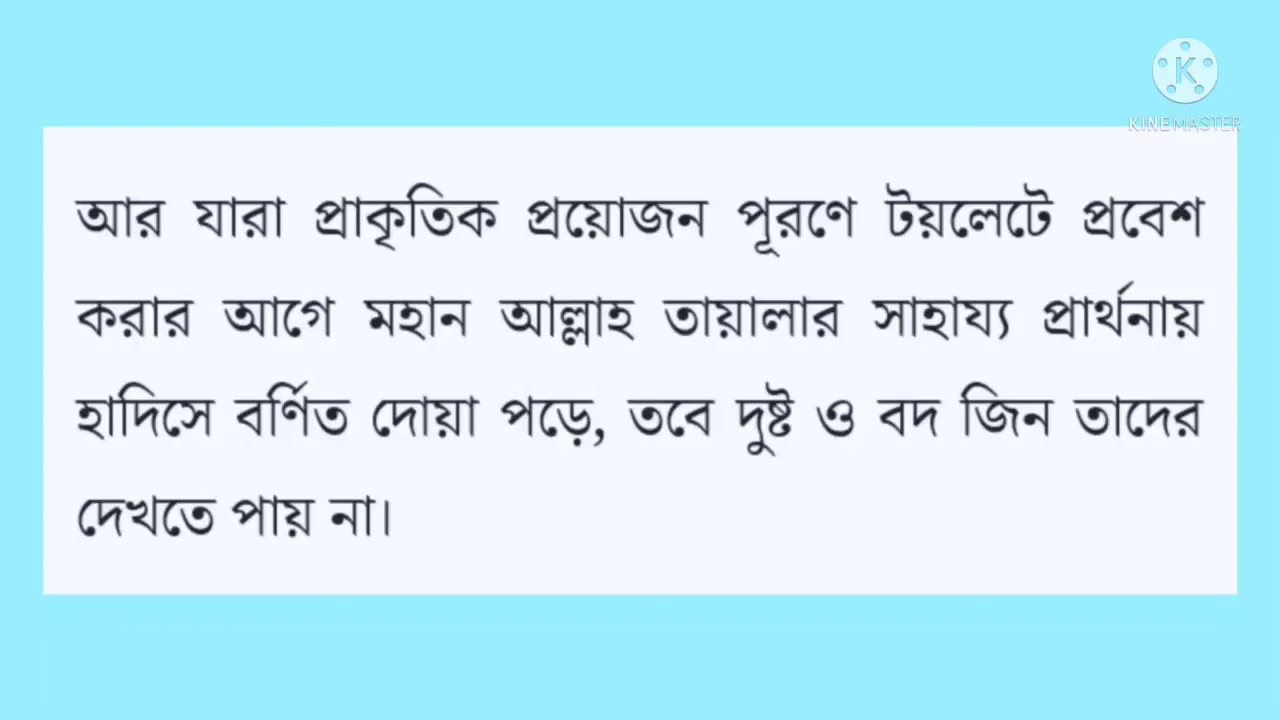 KINEMASTER
আর যারা প্রাকৃতিক প্রয়োজন পূরণে টয়লেটে প্রবেশ
করার আগে মহান আল্লাহ তায়ালার সাহায্য প্রার্থনায়
হাদিসে বর্ণিত দোয়া পড়ে, তবে দুষ্ট ও বদ জিন তাদের
দেখতে পায় না।